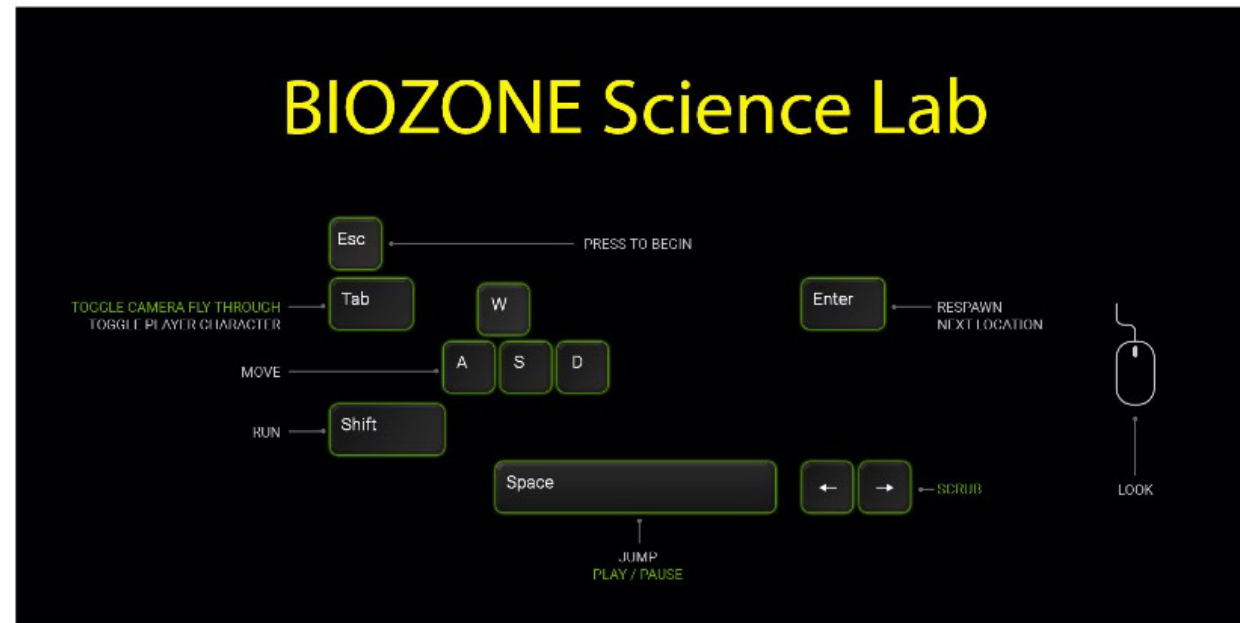 BIOZONE Science Lab
Esc
PRESS TO BEGIN
TOGGLE CAMERA FLY THROUGH
TOGGLE PLAYER CHARACTER
Tab
W
Enter
RESPAWN
NEXT LOCATION
MOVE
A S D
RUN
Shift
Space
← →
SCRUB
LOOK
JUMP
PLAY / PAUSE